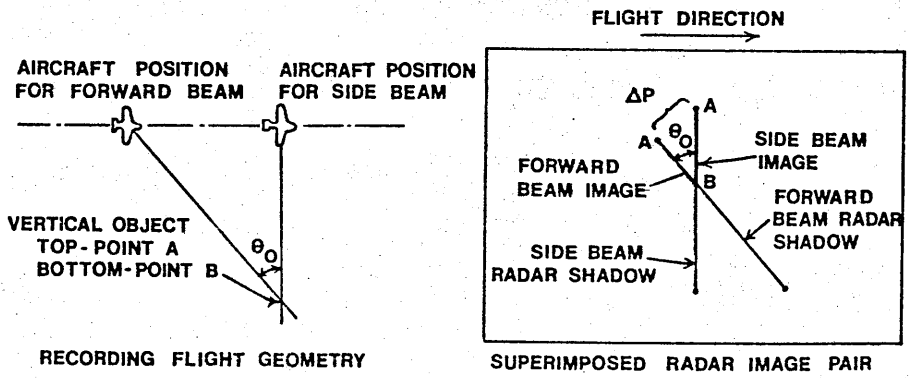 AIRCRAFT POSITION
FOR FORWARD BEAM
AIRCRAFT POSITION
FOR SIDE BEAM
θ0
VERTICAL OBJECT
TOP-POINT A
BOTTOM-POINT B
RECORDING FLIGHT GEOMETRY
FLIGHT DIRECTION
ΔP
A
A
θ0
SIDE BEAM
IMAGE
FORWARD
BEAM IMAGE
B
FORWARD
BEAM RADAR
SHADOW
SIDE BEAM
RADAR SHADOW
SUPERIMPOSED RADAR IMAGE PAIR